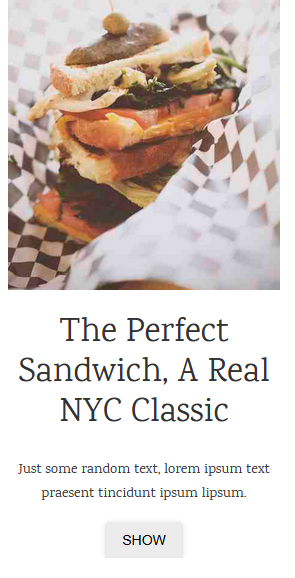 The Perfect
Sandwich, A Real
NYC Classic
Just some random text, lorem ipsum text
praesent tincidunt ipsum lipsum.
SHOW